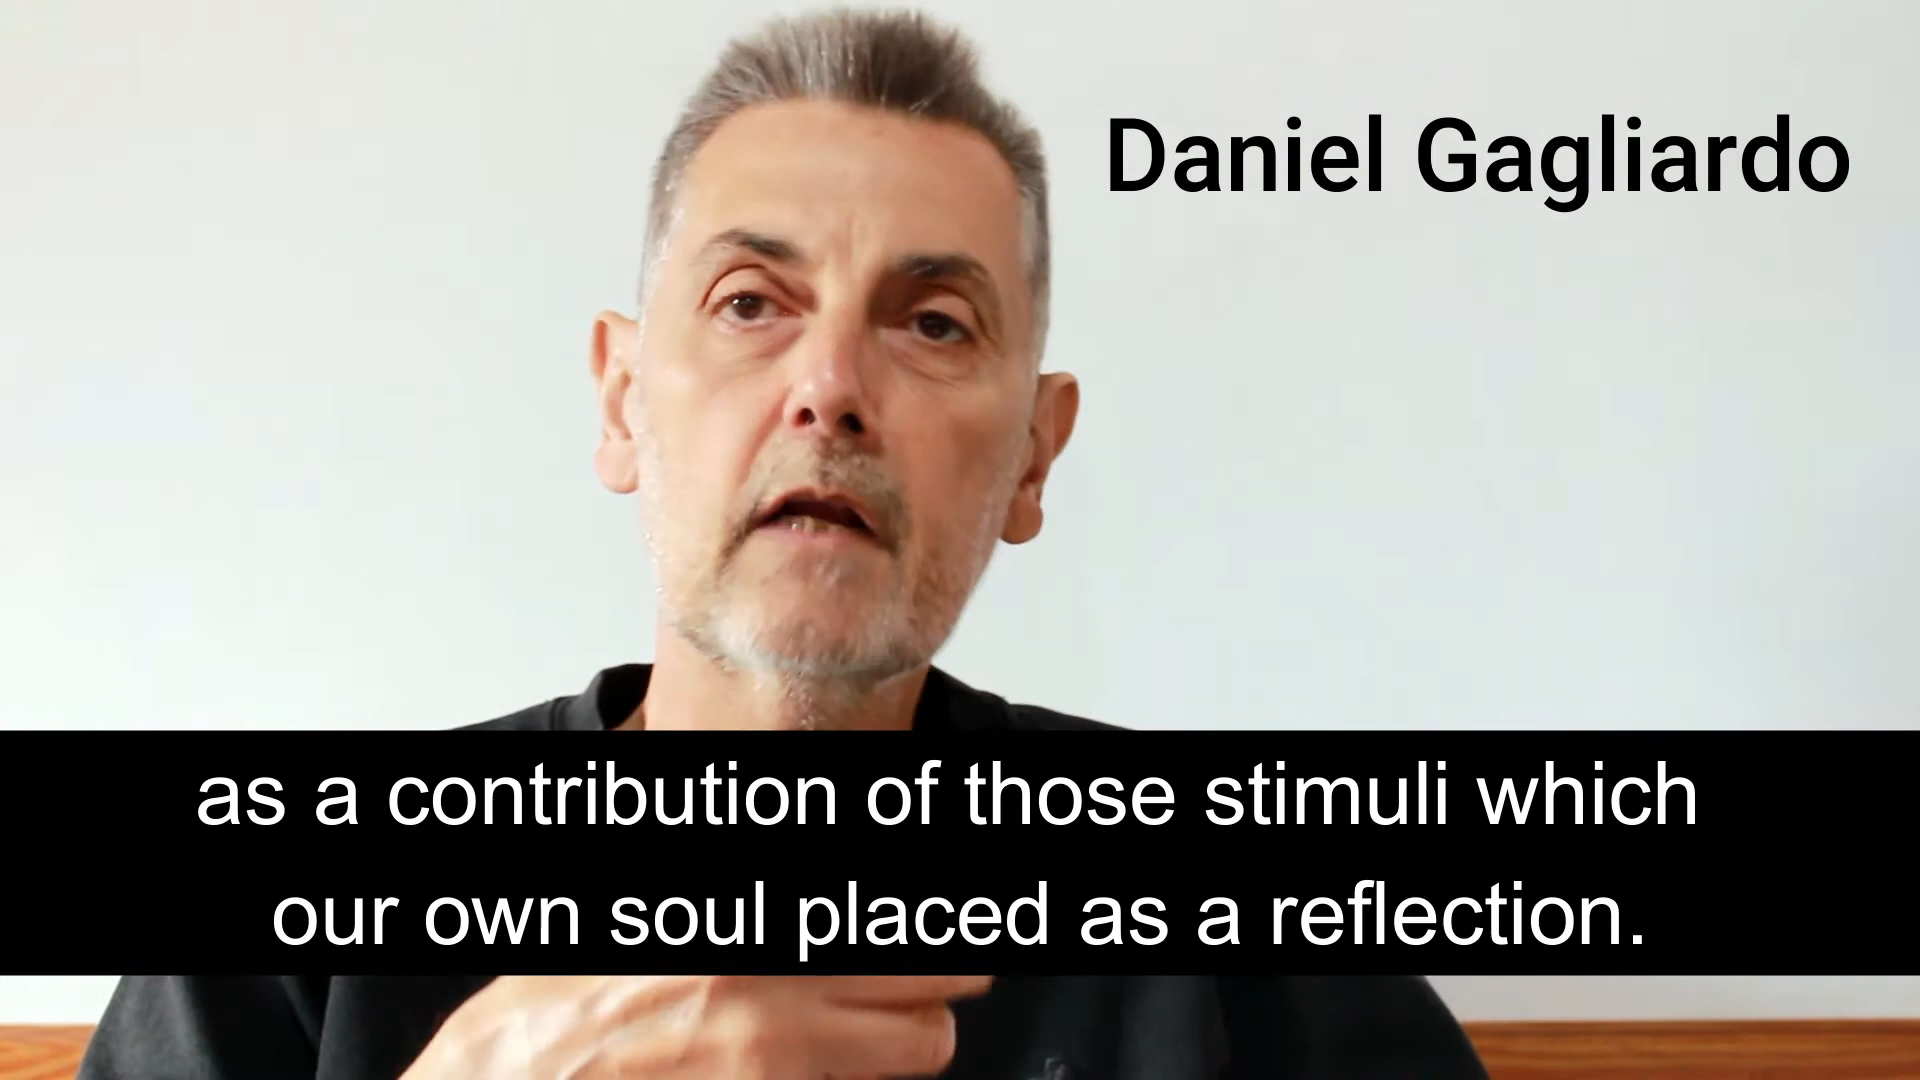 Daniel Gagliardo
as a contribution of those stimuli which
our own soul placed as a reflection.